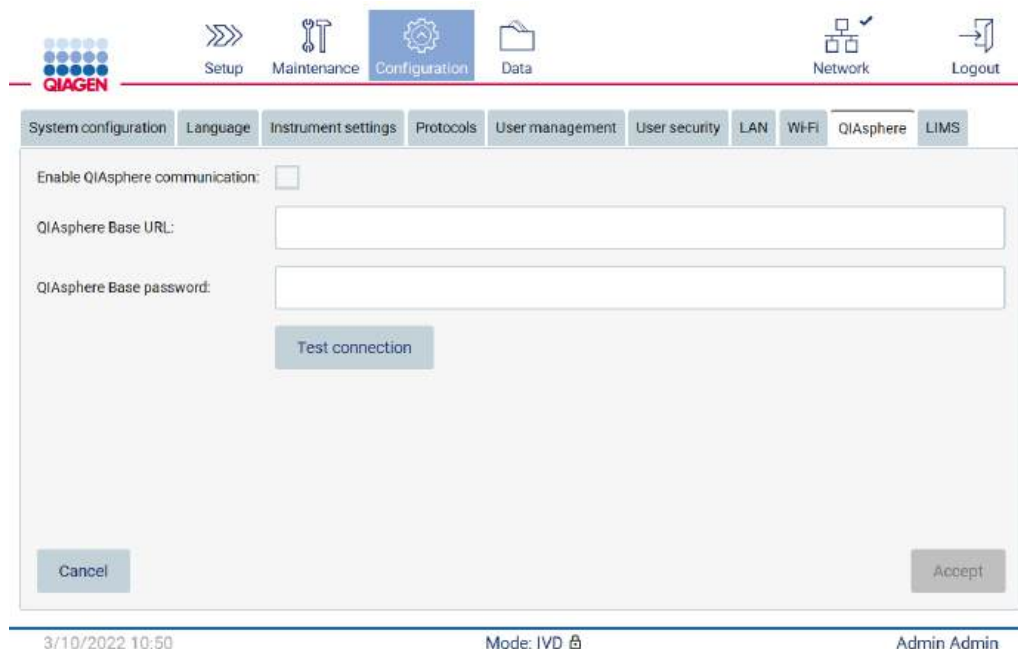 QIAGEN
Setup Maintenance Configuration Data Network Logout
System configuration Language Instrument settings Protocols User management User security LAN Wi-Fi QIAsphere LIMS
Enable QIAsphere communication:
QIAsphere Base URL:
QIAsphere Base password:
Test connection
Cancel Accept
3/10/2022 10:50 Mode: IVD Admin Admin